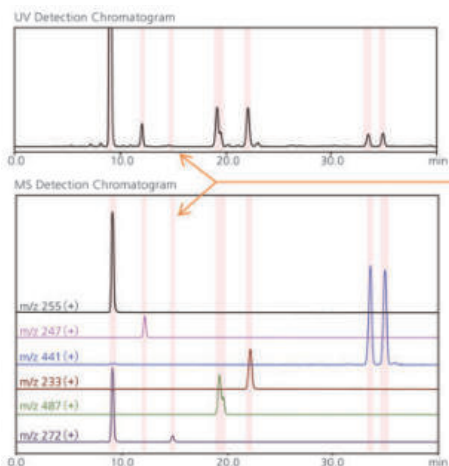 UV Detection Chromatogram
0.0 10.0 20.0 30.0 min
MS Detection Chromatogram
m/z 255 (+)
m/z 247 (+)
m/z 441 (+)
m/z 233 (+)
m/z 487 (+)
m/z 272 (+)
0.0 10.0 20.0 30.0 min